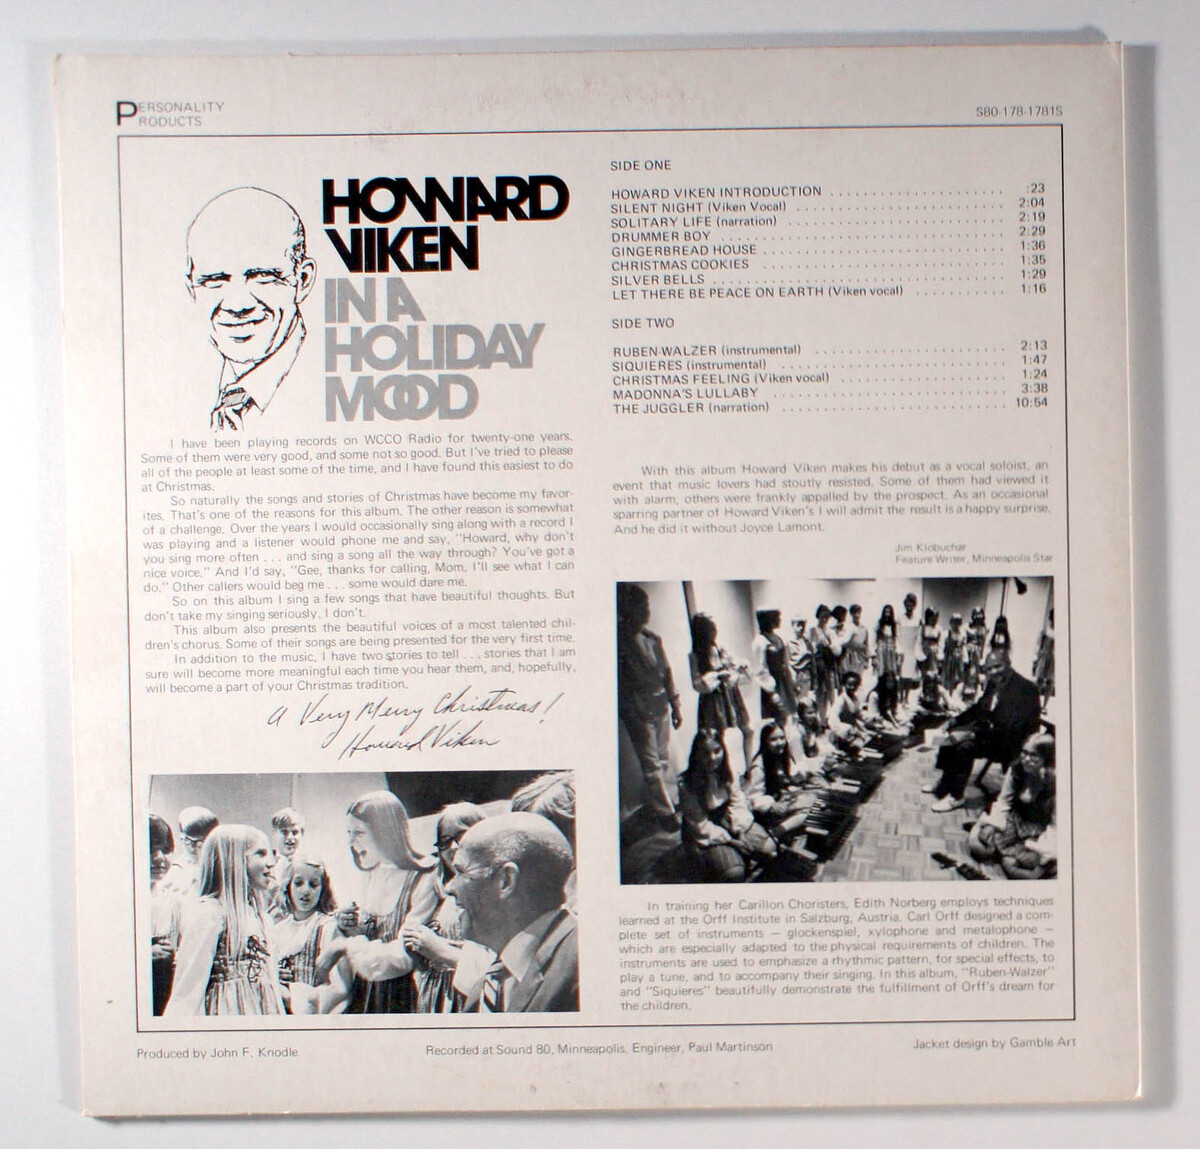 PERSONALITY
PRODUCTS
S80-178-1781S
HOWARD
VIKEN
IN A
HOLIDAY
MOOD
I have been playing records on WCCO Radio for twenty-one years.
Some of them were very good, and some not so good. But I've tried to please
all of the people at least some of the time, and I have found this easiest to do
at Christmas.
So naturally the songs and stories of Christmas have become my favor-
ites. That's one of the reasons for this album. The other reason is somewhat
of a challenge. Over the years I would occasionally sing along with a record I
was playing and a listener would phone me and say, "Howard, why don't
you sing more often . . . and sing a song all the way through? You've got a
nice voice." And I'd say, "Gee, thanks for calling, Mom. I'll see what I can
do." Other callers would beg me . . . some would dare me.
So on this album I sing a few songs that have beautiful thoughts. But
don't take my singing seriously. I don't.
This album also presents the beautiful voices of a most talented chil-
dren's chorus. Some of their songs are being presented for the very first time.
In addition to the music, I have two stories to tell . . . stories that I am
sure will become more meaningful each time you hear them, and, hopefully,
will become a part of your Christmas tradition.
A Very Merry Christmas!
Howard Viken
SIDE ONE
HOWARD VIKEN INTRODUCTION . . . . . . . . . . . . . . . . . . . . . . :23
SILENT NIGHT (Viken Vocal) . . . . . . . . . . . . . . . . . . . . . . . . . . 2:04
SOLITARY LIFE (narration) . . . . . . . . . . . . . . . . . . . . . . . . . . . 2:19
DRUMMER BOY . . . . . . . . . . . . . . . . . . . . . . . . . . . . . . . . . . 2:29
GINGERBREAD HOUSE . . . . . . . . . . . . . . . . . . . . . . . . . . . . . 1:36
CHRISTMAS COOKIES . . . . . . . . . . . . . . . . . . . . . . . . . . . . . . 1:35
SILVER BELLS . . . . . . . . . . . . . . . . . . . . . . . . . . . . . . . . . . . 1:29
LET THERE BE PEACE ON EARTH (Viken vocal) . . . . . . . . . . . 1:16
SIDE TWO
RUBEN-WALZER (instrumental) . . . . . . . . . . . . . . . . . . . . . . . . 2:13
SIQUIERES (instrumental) . . . . . . . . . . . . . . . . . . . . . . . . . . . . 1:47
CHRISTMAS FEELING (Viken vocal) . . . . . . . . . . . . . . . . . . . . . 1:24
MADONNA'S LULLABY . . . . . . . . . . . . . . . . . . . . . . . . . . . . . 3:38
THE JUGGLER (narration) . . . . . . . . . . . . . . . . . . . . . . . . . . . . 10:54
With this album Howard Viken makes his debut as a vocal soloist, an
event that music lovers had stoutly resisted. Some of them had viewed it
with alarm, others were frankly appalled by the prospect. As an occasional
sparring partner of Howard Viken's I will admit the result is a happy surprise.
And he did it without Joyce Lamont.
Jim Klobuchar
Feature Writer, Minneapolis Star
In training her Carillon Choristers, Edith Norberg employs techniques
learned at the Orff Institute in Salzburg, Austria. Carl Orff designed a com-
plete set of instruments — glockenspiel, xylophone and metalophone —
which are especially adapted to the physical requirements of children. The
instruments are used to emphasize a rhythmic pattern, for special effects, to
play a tune, and to accompany their singing. In this album, "Ruben-Walzer"
and "Siquieres" beautifully demonstrate the fulfillment of Orff's dream for
the children.
Produced by John F. Knodle
Recorded at Sound 80, Minneapolis. Engineer, Paul Martinson
Jacket design by Gamble Art